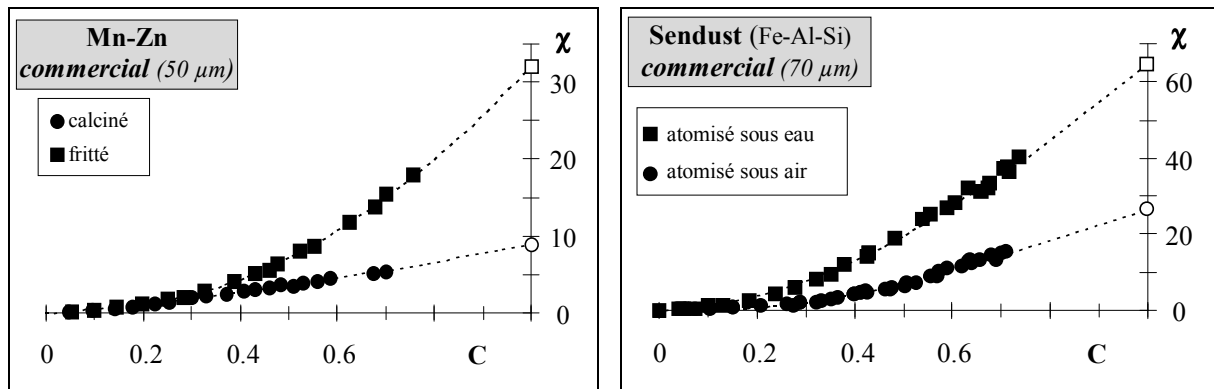 Mn-Zn
commercial (50 µm)
calciné
fritté
χ
30
20
10
0
0
0.2
0.4
0.6
C
Sendust (Fe-Al-Si)
commercial (70 µm)
atomisé sous eau
atomisé sous air
χ
60
40
20
0
0
0.2
0.4
0.6
C